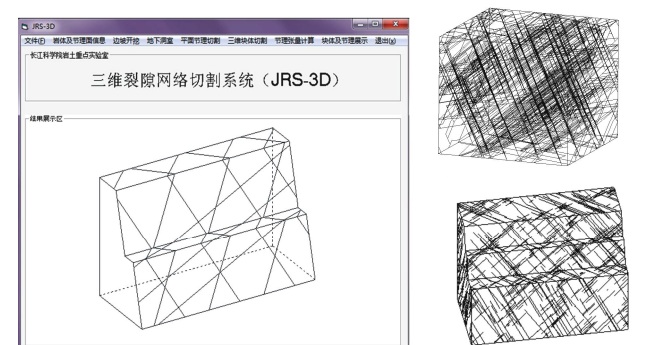 JRS-3D
文件(F) 岩体及节理面信息 边坡开挖 地下洞室 平面节理切割 三维块体切割 节理张量计算 块体及节理展示 退出(x)
长江科学院岩土重点实验室
三维裂隙网络切割系统（JRS-3D）
结果展示区